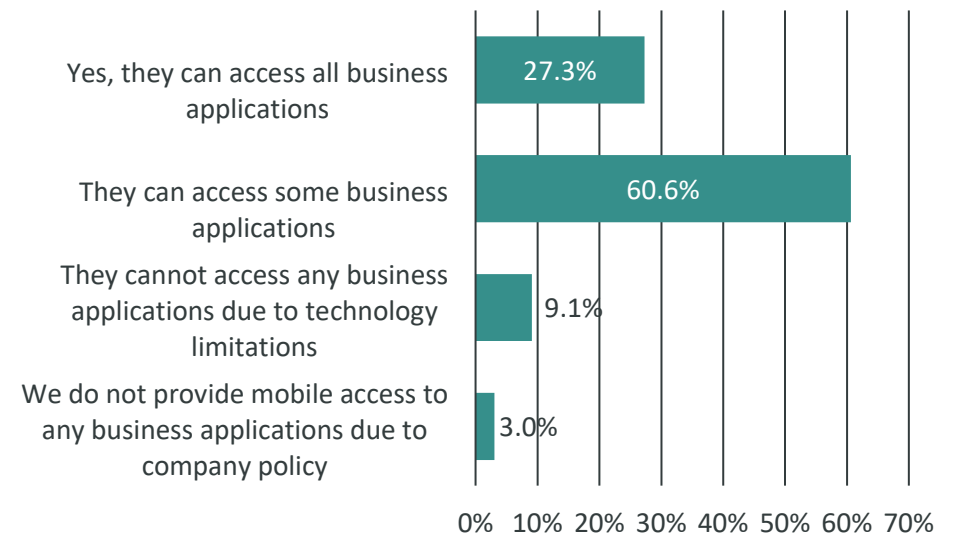 Yes, they can access all business
applications
27.3%
They can access some business
applications
60.6%
They cannot access any business
applications due to technology
limitations
9.1%
We do not provide mobile access to
any business applications due to
company policy
3.0%
0% 10% 20% 30% 40% 50% 60% 70%